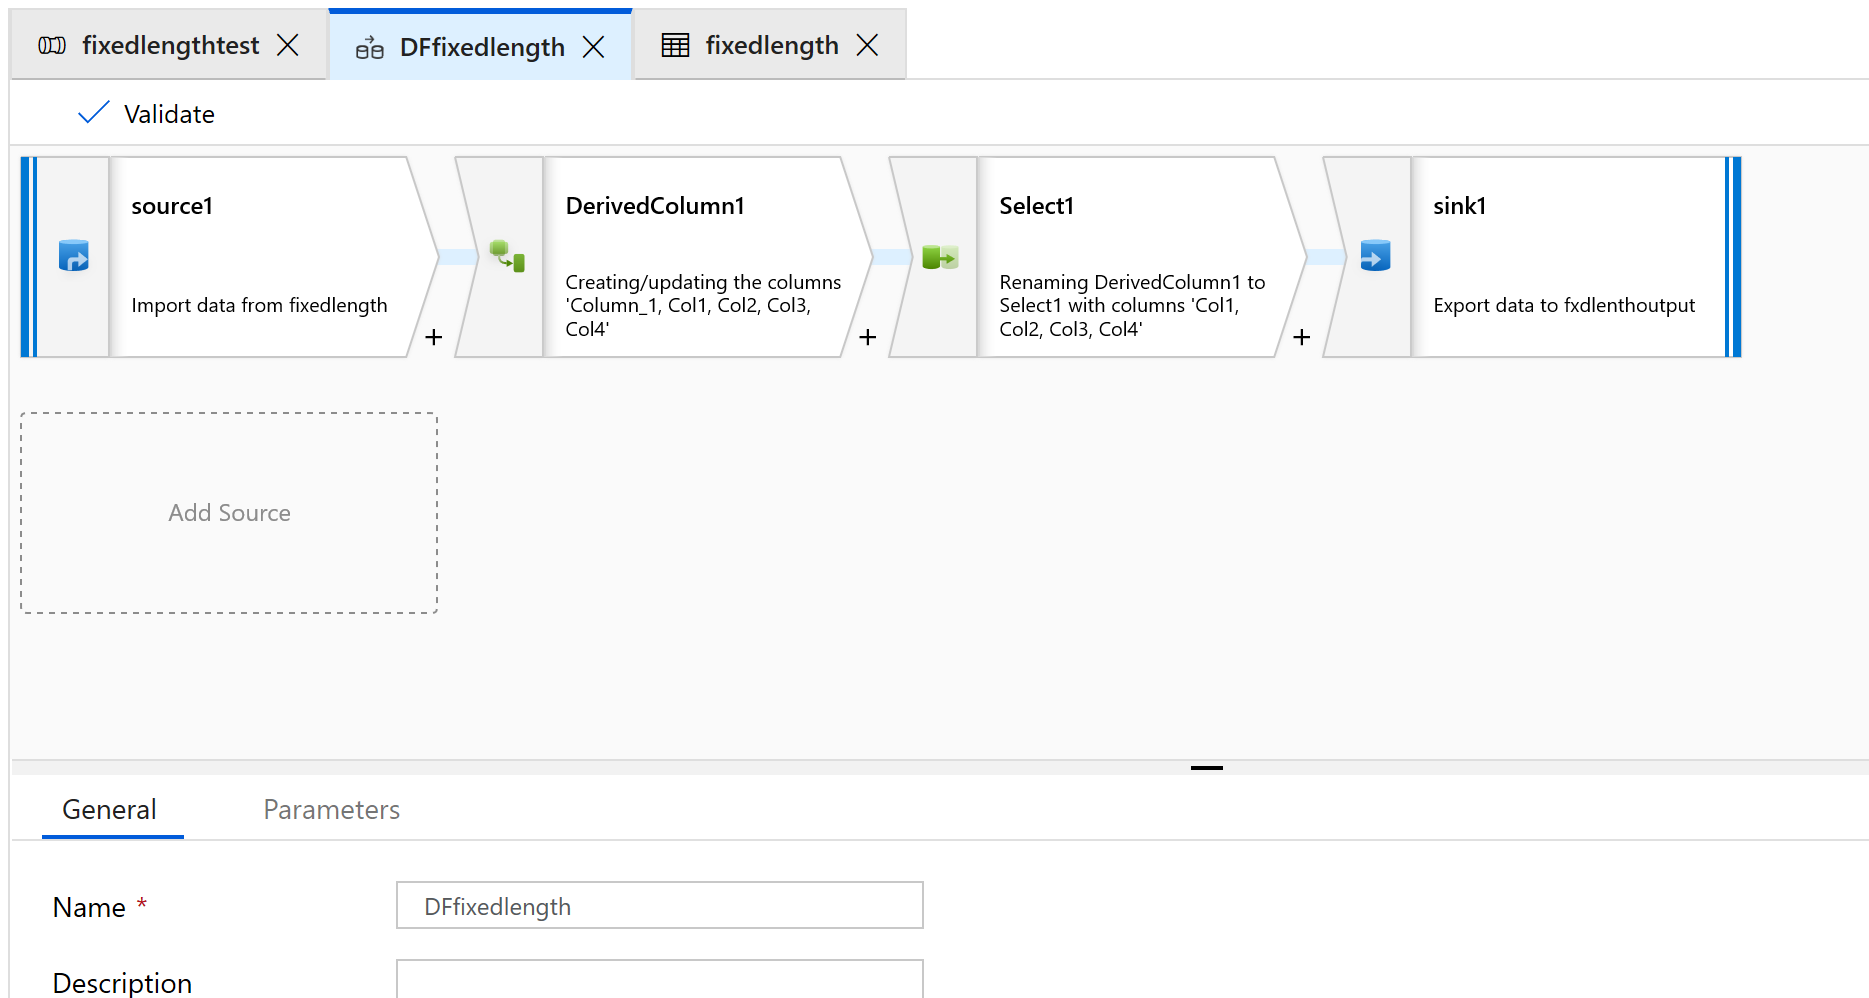 fixedlengthtest
DFfixedlength
fixedlength
Validate
source1
Import data from fixedlength
+
DerivedColumn1
Creating/updating the columns
'Column_1, Col1, Col2, Col3,
Col4'
+
Select1
Renaming DerivedColumn1 to
Select1 with columns 'Col1,
Col2, Col3, Col4'
+
sink1
Export data to fxdlenthoutput
Add Source
General
Parameters
Name *
DFfixedlength
Description